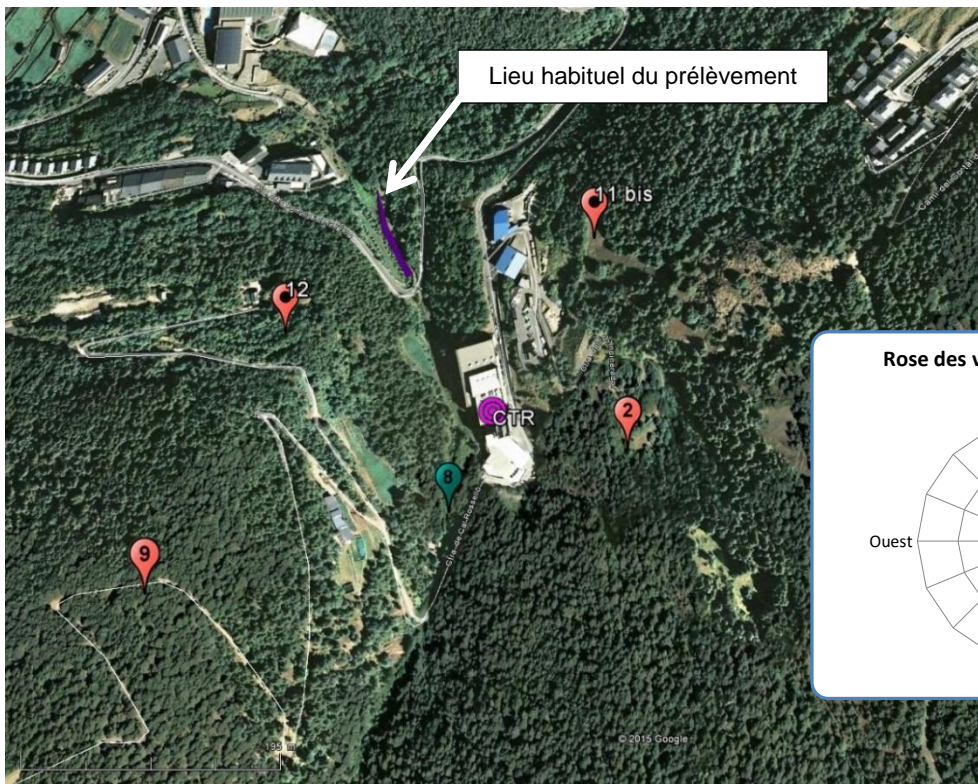 Lieu habituel du prélèvement
11 bis
12
Rose des v
2
CTR
8
Ouest
9
195 m
© 2015 Google